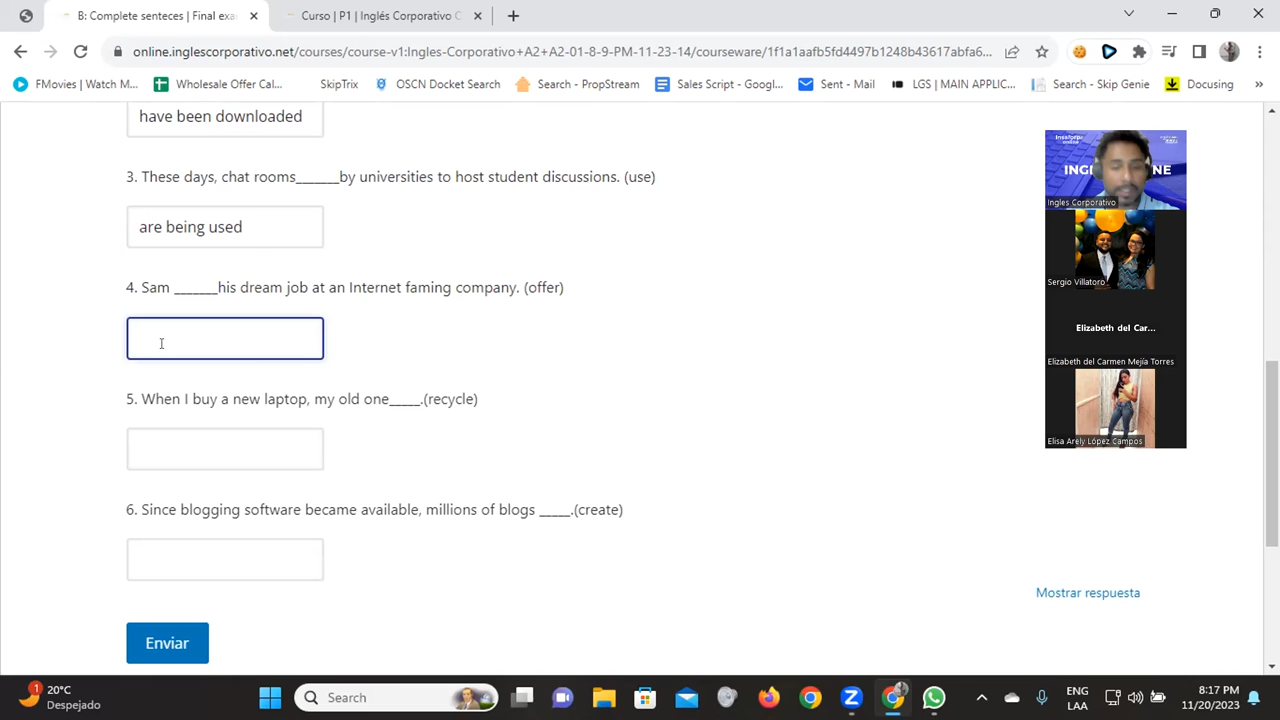 B: Complete senteces | Final exa
Curso | P1 | Inglés Corporativo C
online.inglescorporativo.net/courses/course-v1:Ingles-Corporativo+A2+A2-01-8-9-PM-11-23-14/courseware/1f1a1aafb5fd4497b1248b43617abfa6...
FMovies | Watch M...
Wholesale Offer Cal...
SkipTrix
OSCN Docket Search
Search - PropStream
Sales Script - Googl...
Sent - Mail
LGS | MAIN APPLIC...
Search - Skip Genie
Docusing
»
have been downloaded
3. These days, chat rooms_______by universities to host student discussions. (use)
are being used
4. Sam _______his dream job at an Internet faming company. (offer)
5. When I buy a new laptop, my old one_____.(recycle)
6. Since blogging software became available, millions of blogs _____.(create)
Mostrar respuesta
Enviar
Ingles Corporativo
Sergio Villatoro
Elizabeth del Car...
Elizabeth del Carmen Mejía Torres
Elisa Arely López Campos
1
20°C
Despejado
Search
ENG
LAA
8:17 PM
11/20/2023